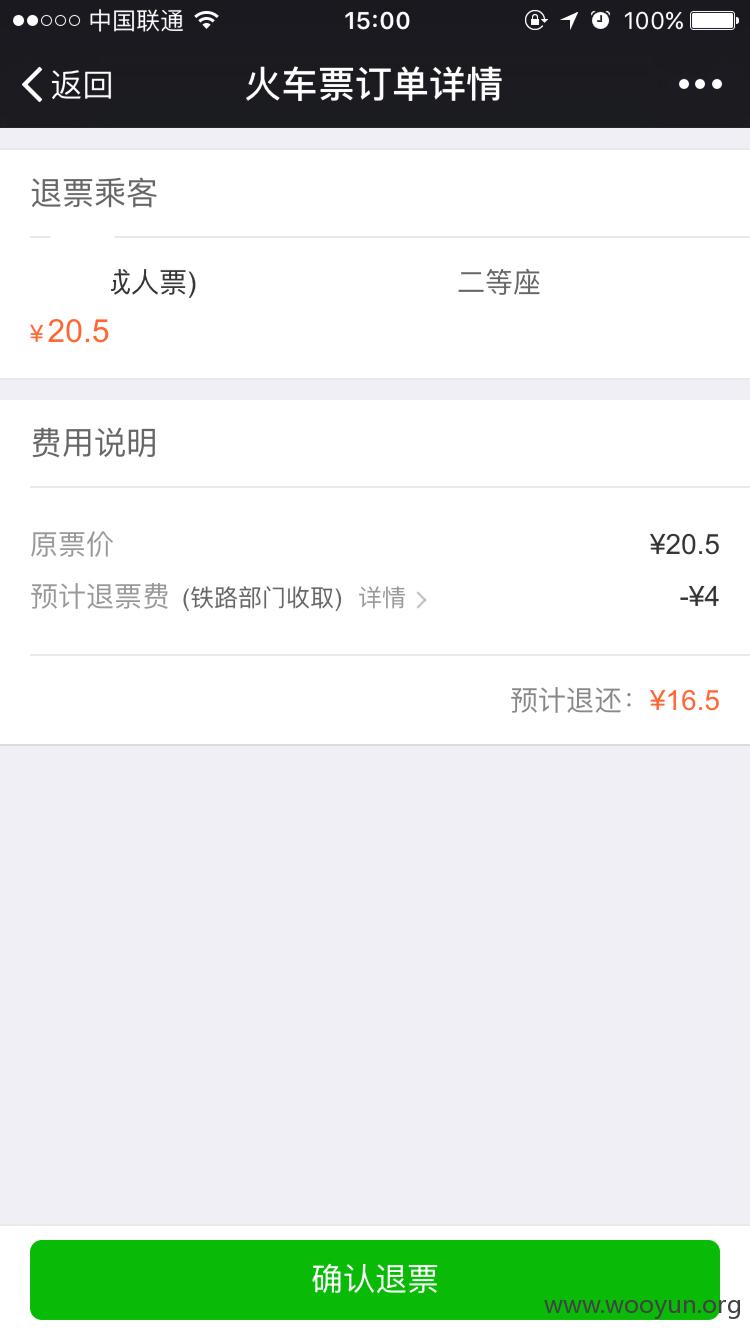 中国联通 15:00 100%
返回 火车票订单详情
退票乘客
成人票) 二等座
¥20.5
费用说明
原票价 ¥20.5
预计退票费 (铁路部门收取) 详情 -¥4
预计退还: ¥16.5
确认退票
www.wooyun.org